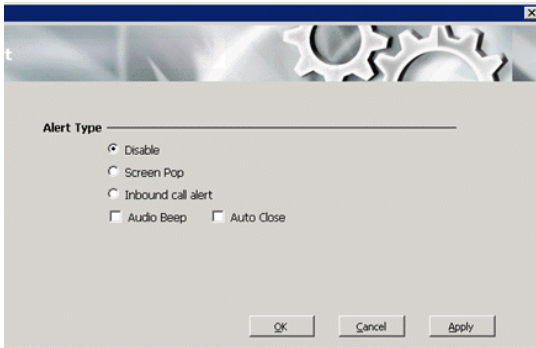 t
Alert Type
Disable
Screen Pop
Inbound call alert
Audio Beep Auto Close
OK Cancel Apply